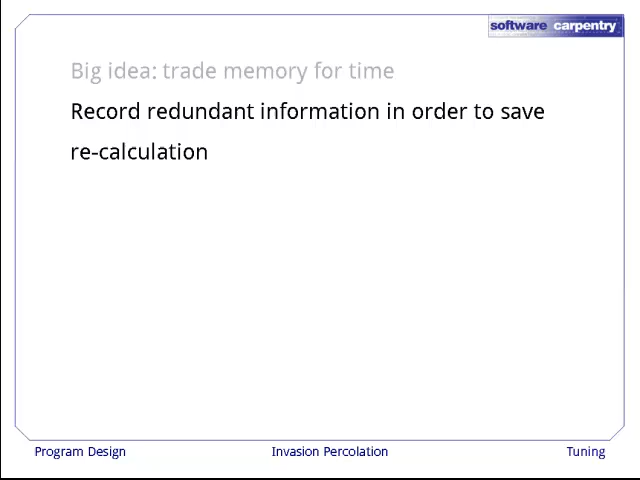 software carpentry
Big idea: trade memory for time
Record redundant information in order to save
re-calculation
Program Design
Invasion Percolation
Tuning